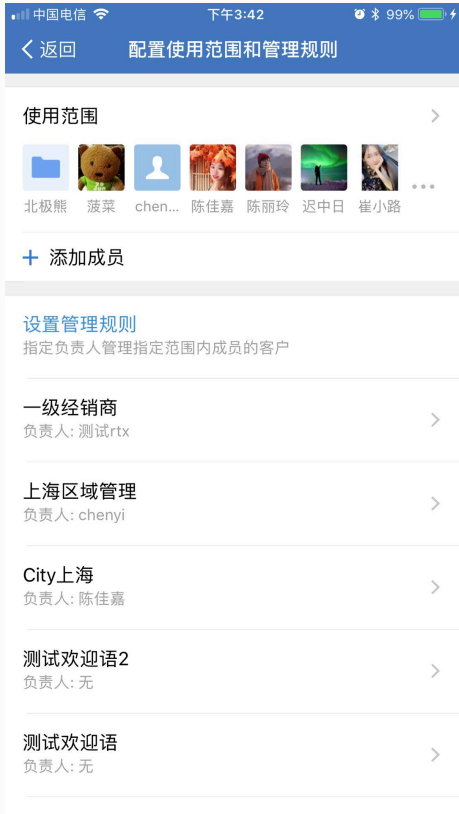 中国电信 下午3:42 99%
返回 配置使用范围和管理规则
使用范围
北极熊 菠菜 chen... 陈佳嘉 陈丽玲 迟中日 崔小路
+ 添加成员
设置管理规则
指定负责人管理指定范围内成员的客户
一级经销商
负责人: 测试rtx
上海区域管理
负责人: chenyi
City上海
负责人: 陈佳嘉
测试欢迎语2
负责人: 无
测试欢迎语
负责人: 无